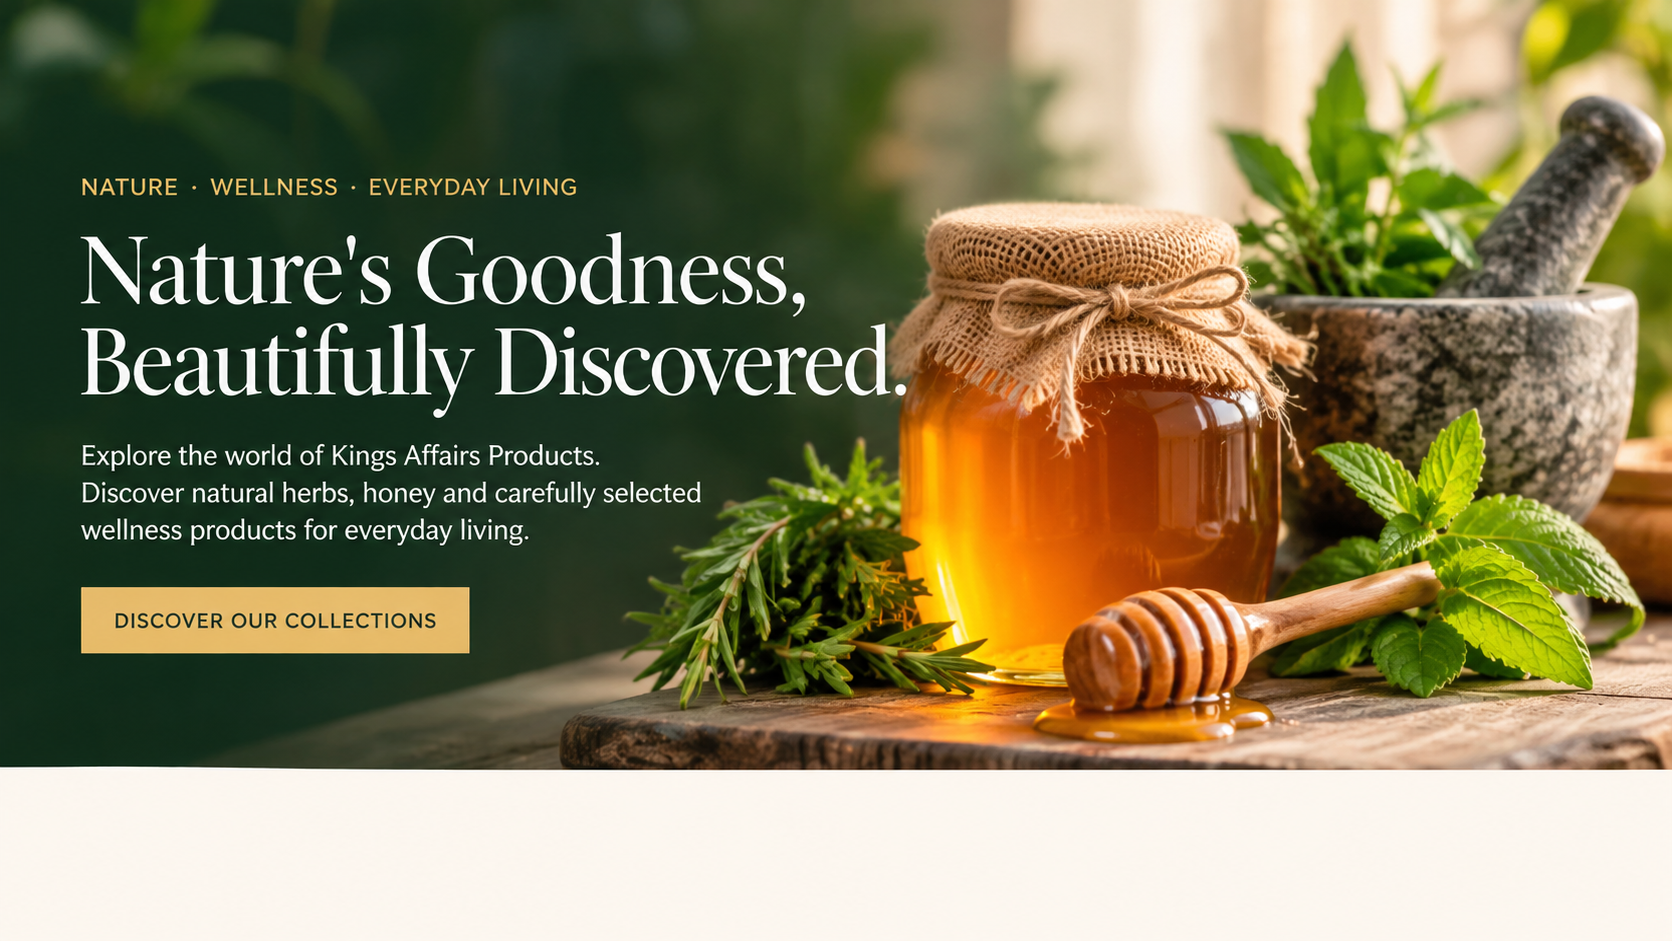 NATURE · WELLNESS · EVERYDAY LIVING
Nature's Goodness,
Beautifully Discovered.
Explore the world of Kings Affairs Products.
Discover natural herbs, honey and carefully selected
wellness products for everyday living.
DISCOVER OUR COLLECTIONS